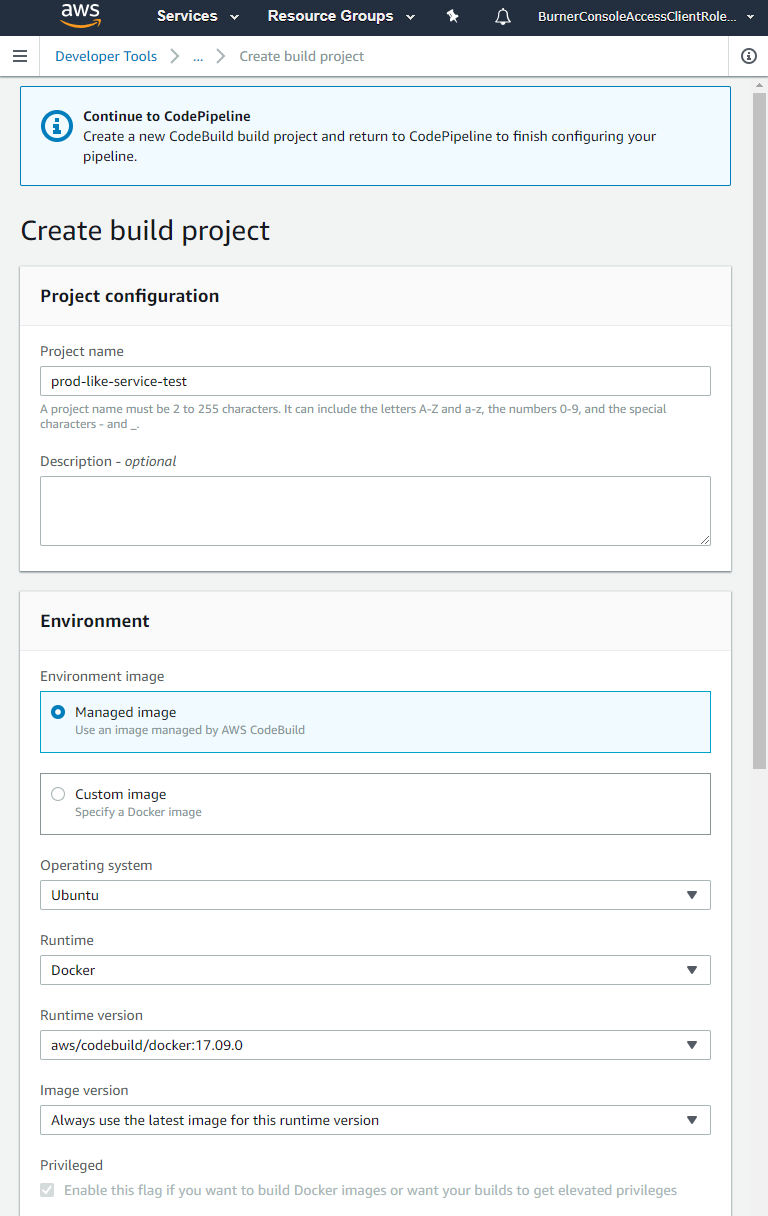 aws
Services
Resource Groups
BurnerConsoleAccessClientRole...
Developer Tools
...
Create build project
Continue to CodePipeline
Create a new CodeBuild build project and return to CodePipeline to finish configuring your
pipeline.
Create build project
Project configuration
Project name
prod-like-service-test
A project name must be 2 to 255 characters. It can include the letters A-Z and a-z, the numbers 0-9, and the special
characters - and _.
Description - optional
Environment
Environment image
Managed image
Use an image managed by AWS CodeBuild
Custom image
Specify a Docker image
Operating system
Ubuntu
Runtime
Docker
Runtime version
aws/codebuild/docker:17.09.0
Image version
Always use the latest image for this runtime version
Privileged
Enable this flag if you want to build Docker images or want your builds to get elevated privileges